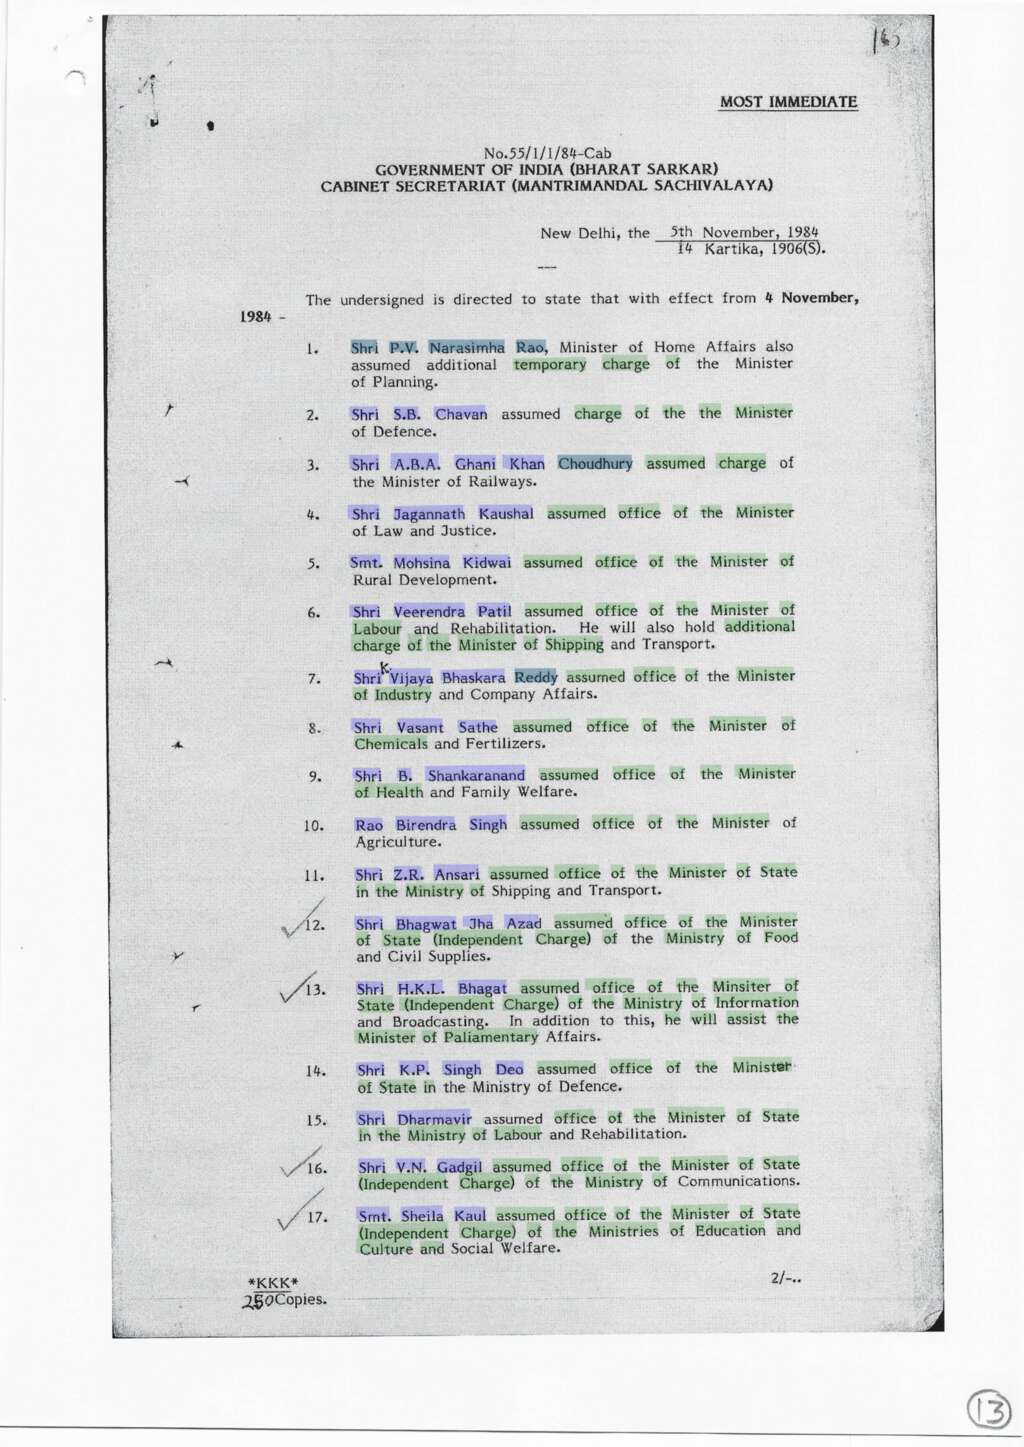 MOST IMMEDIATE
No.55/1/1/84-Cab
GOVERNMENT OF INDIA (BHARAT SARKAR)
CABINET SECRETARIAT (MANTRIMANDAL SACHIVALAYA)
New Delhi, the 5th November, 1984
14 Kartika, 1906(S).
The undersigned is directed to state that with effect from 4 November,
1984 -
1. Shri P.V. Narasimha Rao, Minister of Home Affairs also
assumed additional temporary charge of the Minister
of Planning.
2. Shri S.B. Chavan assumed charge of the the Minister
of Defence.
3. Shri A.B.A. Ghani Khan Choudhury assumed charge of
the Minister of Railways.
4. Shri Jagannath Kaushal assumed office of the Minister
of Law and Justice.
5. Smt. Mohsina Kidwai assumed office of the Minister of
Rural Development.
6. Shri Veerendra Patil assumed office of the Minister of
Labour and Rehabilitation. He will also hold additional
charge of the Minister of Shipping and Transport.
7. Shri K. Vijaya Bhaskara Reddy assumed office of the Minister
of Industry and Company Affairs.
8. Shri Vasant Sathe assumed office of the Minister of
Chemicals and Fertilizers.
9. Shri B. Shankaranand assumed office of the Minister
of Health and Family Welfare.
10. Rao Birendra Singh assumed office of the Minister of
Agriculture.
11. Shri Z.R. Ansari assumed office of the Minister of State
in the Ministry of Shipping and Transport.
12. Shri Bhagwat Jha Azad assumed office of the Minister
of State (Independent Charge) of the Ministry of Food
and Civil Supplies.
13. Shri H.K.L. Bhagat assumed office of the Minsiter of
State (Independent Charge) of the Ministry of Information
and Broadcasting. In addition to this, he will assist the
Minister of Paliamentary Affairs.
14. Shri K.P. Singh Deo assumed office of the Minister
of State in the Ministry of Defence.
15. Shri Dharmavir assumed office of the Minister of State
in the Ministry of Labour and Rehabilitation.
16. Shri V.N. Gadgil assumed office of the Minister of State
(Independent Charge) of the Ministry of Communications.
17. Smt. Sheila Kaul assumed office of the Minister of State
(Independent Charge) of the Ministries of Education and
Culture and Social Welfare.
*KKK* 2/-..
250 Copies.
13